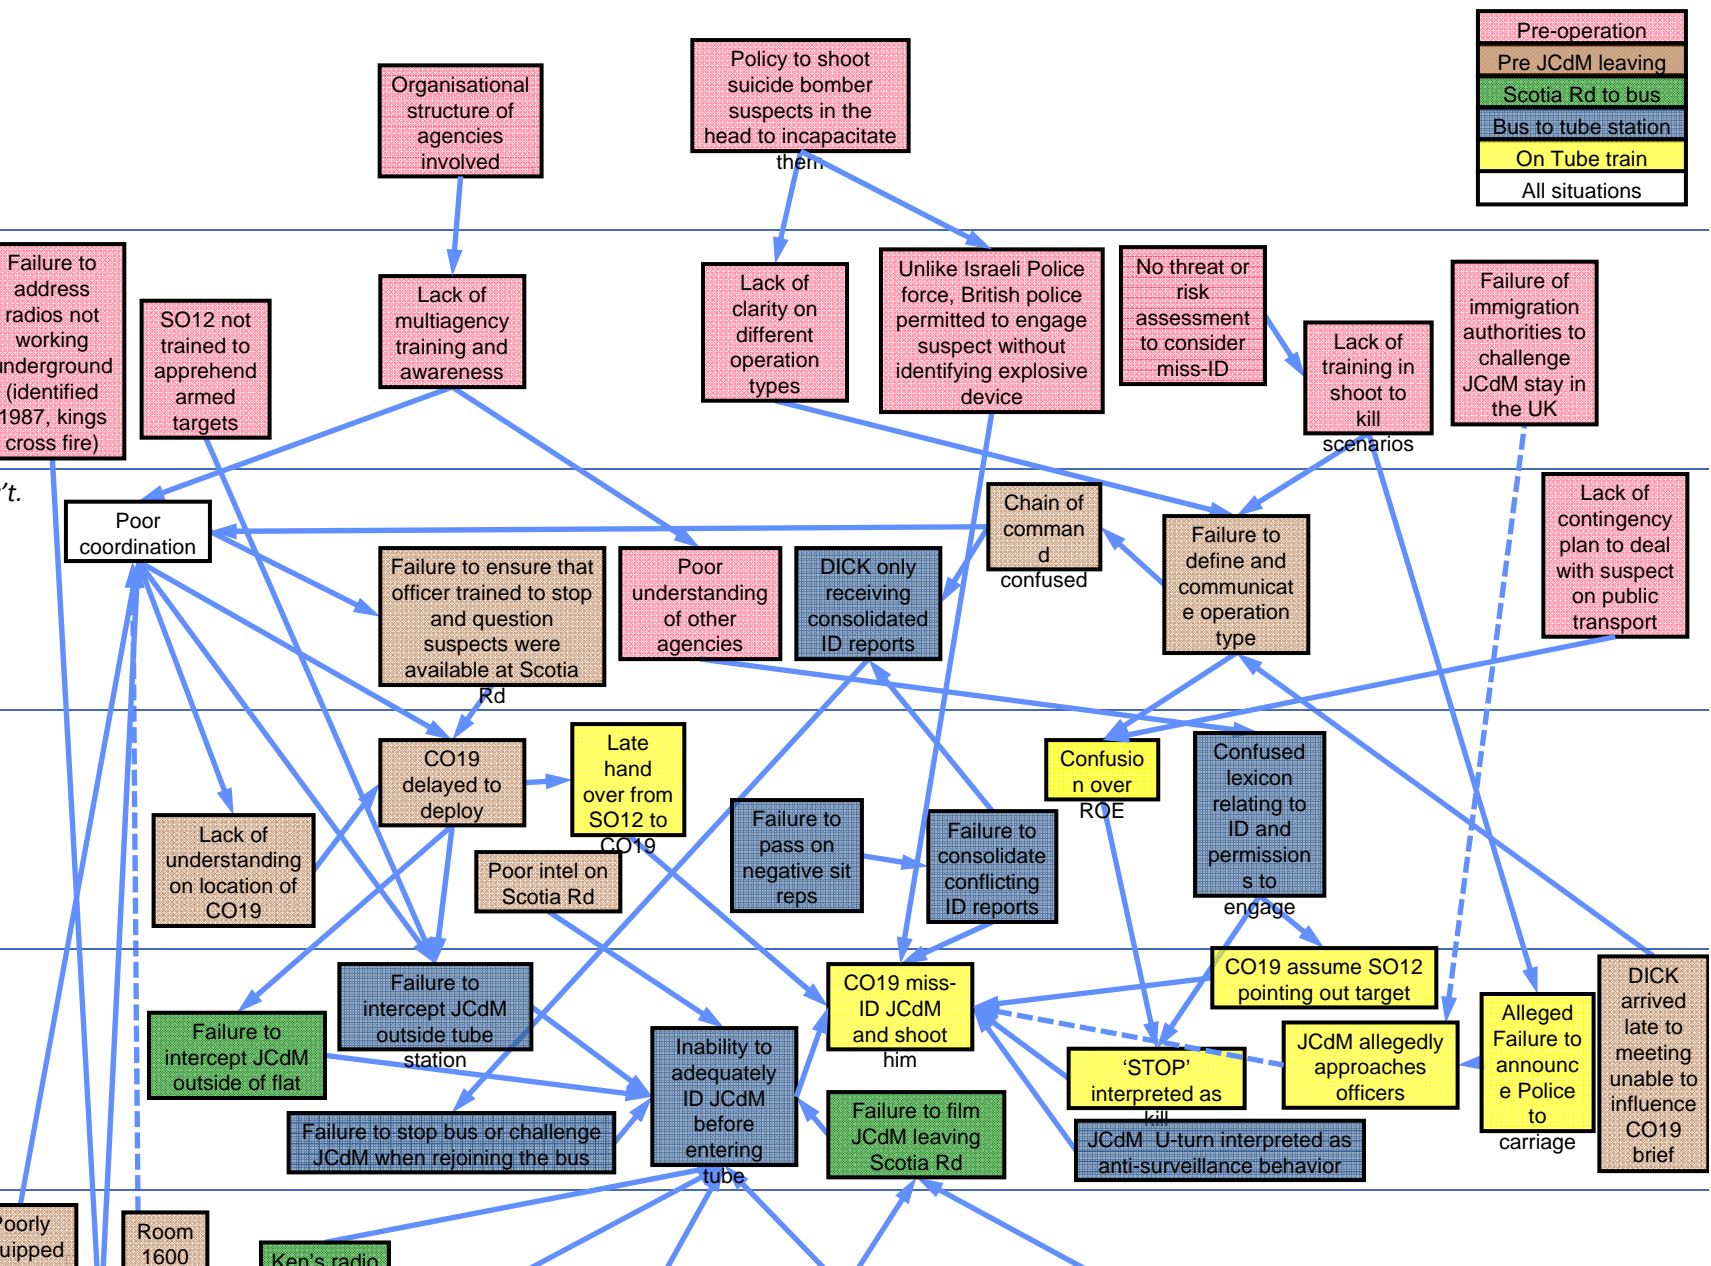 Pre-operation
Pre JCdM leaving
Scotia Rd to bus
Bus to tube station
On Tube train
All situations
Organisational
structure of
agencies
involved
Policy to shoot
suicide bomber
suspects in the
head to incapacitate
them
Failure to
address
radios not
working
underground
(identified
1987, kings
cross fire)
SO12 not
trained to
apprehend
armed
targets
Lack of
multiagency
training and
awareness
Lack of
clarity on
different
operation
types
Unlike Israeli Police
force, British police
permitted to engage
suspect without
identifying explosive
device
No threat or
risk
assessment
to consider
miss-ID
Lack of
training in
shoot to
kill
scenarios
Failure of
immigration
authorities to
challenge
JCdM stay in
the UK
't.
Poor
coordination
Failure to ensure that
officer trained to stop
and question
suspects were
available at Scotia
Rd
Poor
understanding
of other
agencies
DICK only
receiving
consolidated
ID reports
Chain of
comman
d
confused
Failure to
define and
communicat
e operation
type
Lack of
contingency
plan to deal
with suspect
on public
transport
CO19
delayed to
deploy
Late
hand
over from
SO12 to
CO19
Lack of
understanding
on location of
CO19
Poor intel on
Scotia Rd
Failure to
pass on
negative sit
reps
Failure to
consolidate
conflicting
ID reports
Confusio
n over
ROE
Confused
lexicon
relating to
ID and
permission
s to
engage
Failure to
intercept JCdM
outside tube
station
Failure to
intercept JCdM
outside of flat
Inability to
adequately
ID JCdM
before
entering
tube
CO19 miss-
ID JCdM
and shoot
him
CO19 assume SO12
pointing out target
'STOP'
interpreted as
kill
JCdM allegedly
approaches
officers
Alleged
Failure to
announc
e Police
to
carriage
DICK
arrived
late to
meeting
unable to
influence
CO19
brief
Failure to stop bus or challenge
JCdM when rejoining the bus
Failure to film
JCdM leaving
Scotia Rd
JCdM U-turn interpreted as
anti-surveillance behavior
Poorly
uipped
Room
1600
Ken's radio